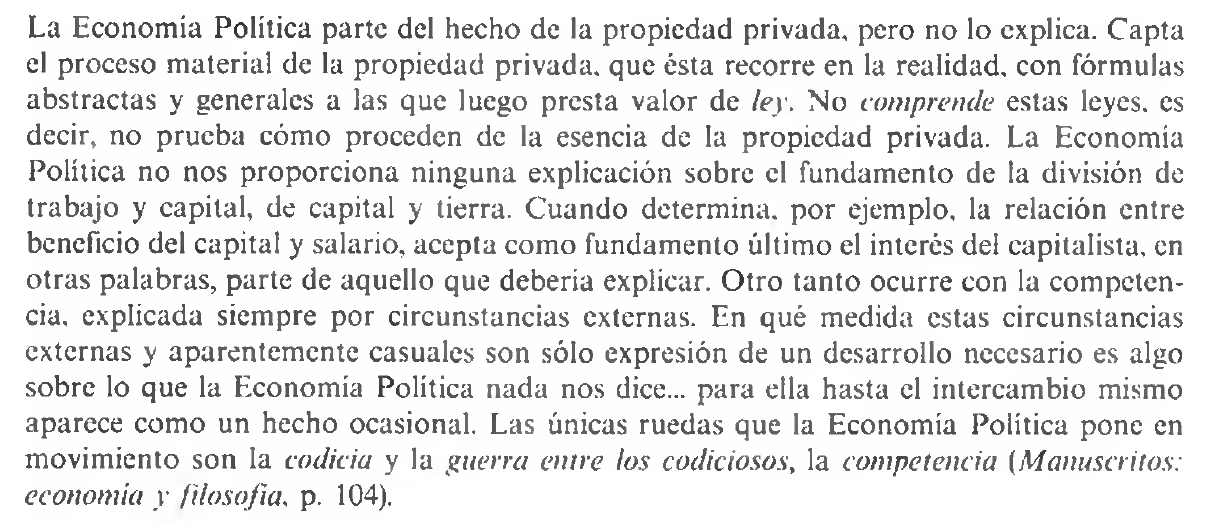 La Economía Política parte del hecho de la propiedad privada, pero no lo explica. Capta
el proceso material de la propiedad privada, que ésta recorre en la realidad, con fórmulas
abstractas y generales a las que luego presta valor de ley. No comprende estas leyes, es
decir, no prueba cómo proceden de la esencia de la propiedad privada. La Economía
Política no nos proporciona ninguna explicación sobre el fundamento de la división de
trabajo y capital, de capital y tierra. Cuando determina, por ejemplo, la relación entre
beneficio del capital y salario, acepta como fundamento último el interés del capitalista, en
otras palabras, parte de aquello que debería explicar. Otro tanto ocurre con la competen-
cia, explicada siempre por circunstancias externas. En qué medida estas circunstancias
externas y aparentemente casuales son sólo expresión de un desarrollo necesario es algo
sobre lo que la Economía Política nada nos dice... para ella hasta el intercambio mismo
aparece como un hecho ocasional. Las únicas ruedas que la Economía Política pone en
movimiento son la codicia y la guerra entre los codiciosos, la competencia (Manuscritos:
economía y filosofía, p. 104).